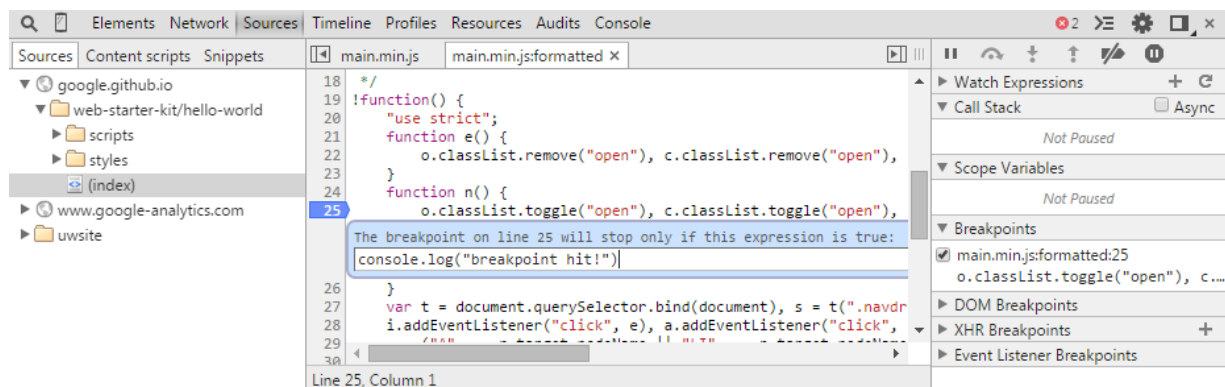 Elements Network Sources Timeline Profiles Resources Audits Console 2
Sources Content scripts Snippets
google.github.io
web-starter-kit/hello-world
scripts
styles
(index)
www.google-analytics.com
uwsite
main.min.js main.min.js:formatted ×
18 */
19 !function() {
20 "use strict";
21 function e() {
22 o.classList.remove("open"), c.classList.remove("open"),
23 }
24 function n() {
25 o.classList.toggle("open"), c.classList.toggle("open"),
The breakpoint on line 25 will stop only if this expression is true:
console.log("breakpoint hit!")
26 }
27 var t = document.querySelector.bind(document), s = t(".navdr
28 i.addEventListener("click", e), a.addEventListener("click",
29
30
Line 25, Column 1
Watch Expressions
Call Stack Async
Not Paused
Scope Variables
Not Paused
Breakpoints
main.min.js:formatted:25
o.classList.toggle("open"), c.…
DOM Breakpoints
XHR Breakpoints
Event Listener Breakpoints